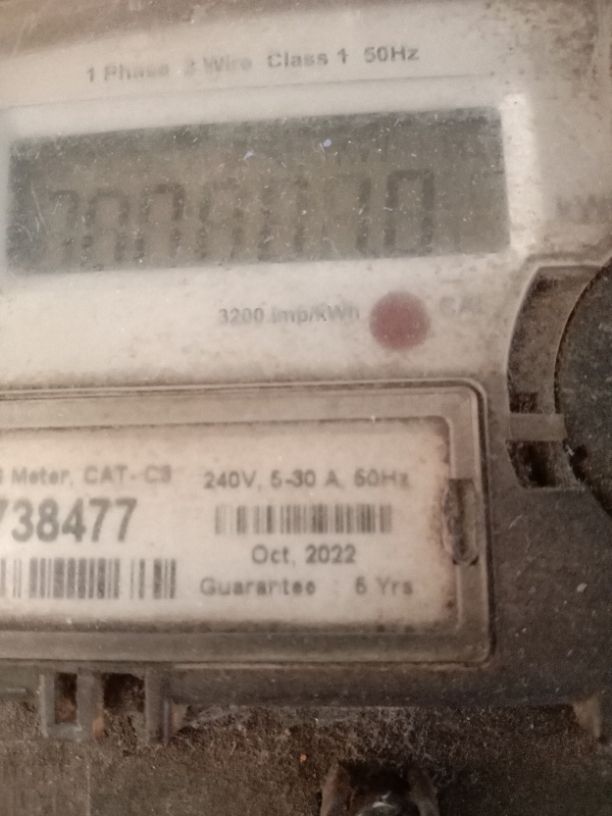 1 Phase 2 Wire Class 1 50Hz
3200 Imp/kWh CAL
Meter, CAT- C3
240V, 5-30 A, 50Hz
738477
Oct, 2022
Guarantee : 5 Yrs